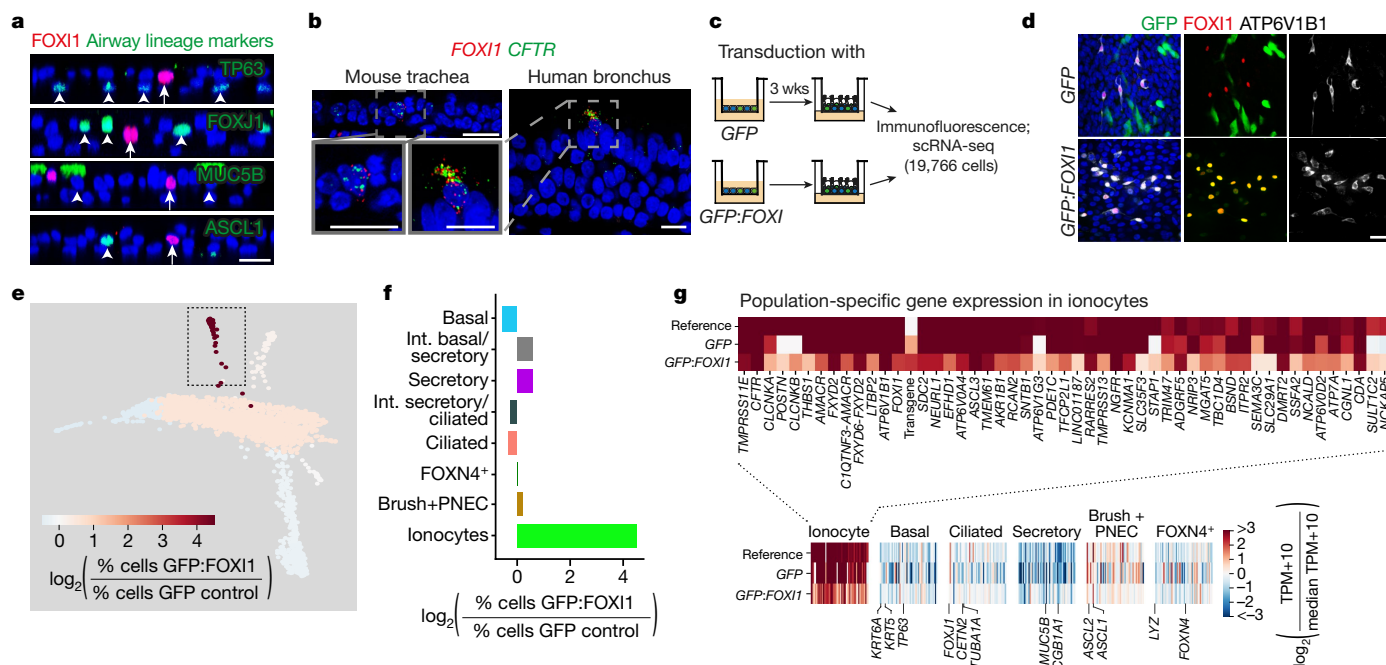 a
FOXI1 Airway lineage markers
TP63
FOXJ1
MUC5B
ASCL1
b
FOXI1 CFTR
Mouse trachea Human bronchus
c
Transduction with
3 wks
GFP
Immunofluorescence;
scRNA-seq
(19,766 cells)
GFP:FOXI
d
GFP FOXI1 ATP6V1B1
GFP
GFP:FOXI1
e
0 1 2 3 4
log2(% cells GFP:FOXI1
% cells GFP control)
f
Basal
Int. basal/
secretory
Secretory
Int. secretory/
ciliated
Ciliated
FOXN4+
Brush+PNEC
Ionocytes
0 2 4
log2(% cells GFP:FOXI1
% cells GFP control)
g
Population-specific gene expression in ionocytes
Reference
GFP
GFP:FOXI1
TMPRSS11E
CFTR
CLCNKA
POSTN
CLCNKB
THBS1
AMACR
FXYD2
C1QTNF3-AMACR
FXYD6-FXYD2
LTBP2
ATP6V1B1
FOXI1
Transgene
SDC2
NEURL1
EFHD1
ATP6V0A4
ASCL3
TMEM61
AKR1B1
RCAN2
SNTB1
ATP6V1G3
PDE1C
TFCP2L1
LINC01187
RARRES2
TMPRSS13
NGFR
KCNMA1
SLC35F3
STAP1
TRIM47
ADGRF5
NRIP3
MGAT5
TBC1D4
BSND
ITPR2
SEMA3C
SLC29A1
DMRT2
SSFA2
NCALD
ATP6V0D2
ATP7A
CGNL1
CDA
SULT1C2
Ionocyte Basal Ciliated Secretory Brush +
PNEC FOXN4+
Reference
GFP
GFP:FOXI1
KRT6A
KRT5
TP63
FOXJ1
CETN2
TUBA1A
MUC5B
ASCL2
ASCL1
LYZ
FOXN4
>3
2
1
0
−1
−2
<−3
log2(TPM+10
median TPM+10)